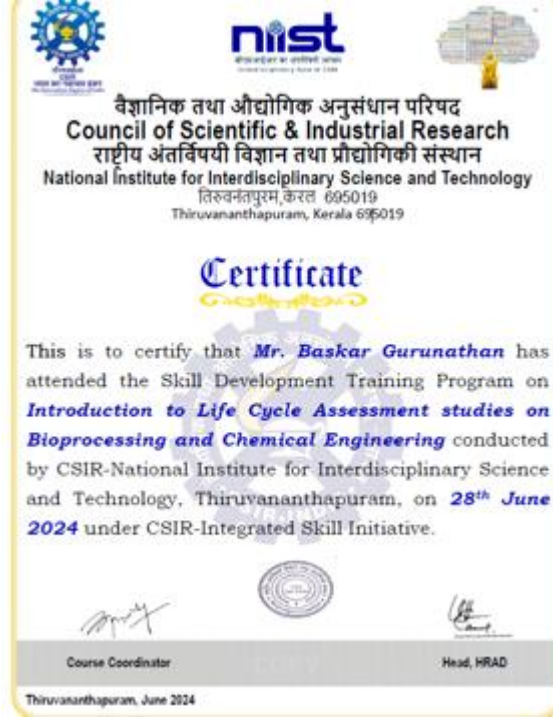 niist
वैज्ञानिक तथा औद्योगिक अनुसंधान परिषद
Council of Scientific & Industrial Research
राष्ट्रीय अंतर्विषयी विज्ञान तथा प्रौद्योगिकी संस्थान
National Institute for Interdisciplinary Science and Technology
तिरुवनंतपुरम,केरल 695019
Thiruvananthapuram, Kerala 695019
Certificate
This is to certify that Mr. Baskar Gurunathan has
attended the Skill Development Training Program on
Introduction to Life Cycle Assessment studies on
Bioprocessing and Chemical Engineering conducted
by CSIR-National Institute for Interdisciplinary Science
and Technology, Thiruvananthapuram, on 28th June
2024 under CSIR-Integrated Skill Initiative.
Course Coordinator
Head, HRAD
Thiruvananthapuram, June 2024